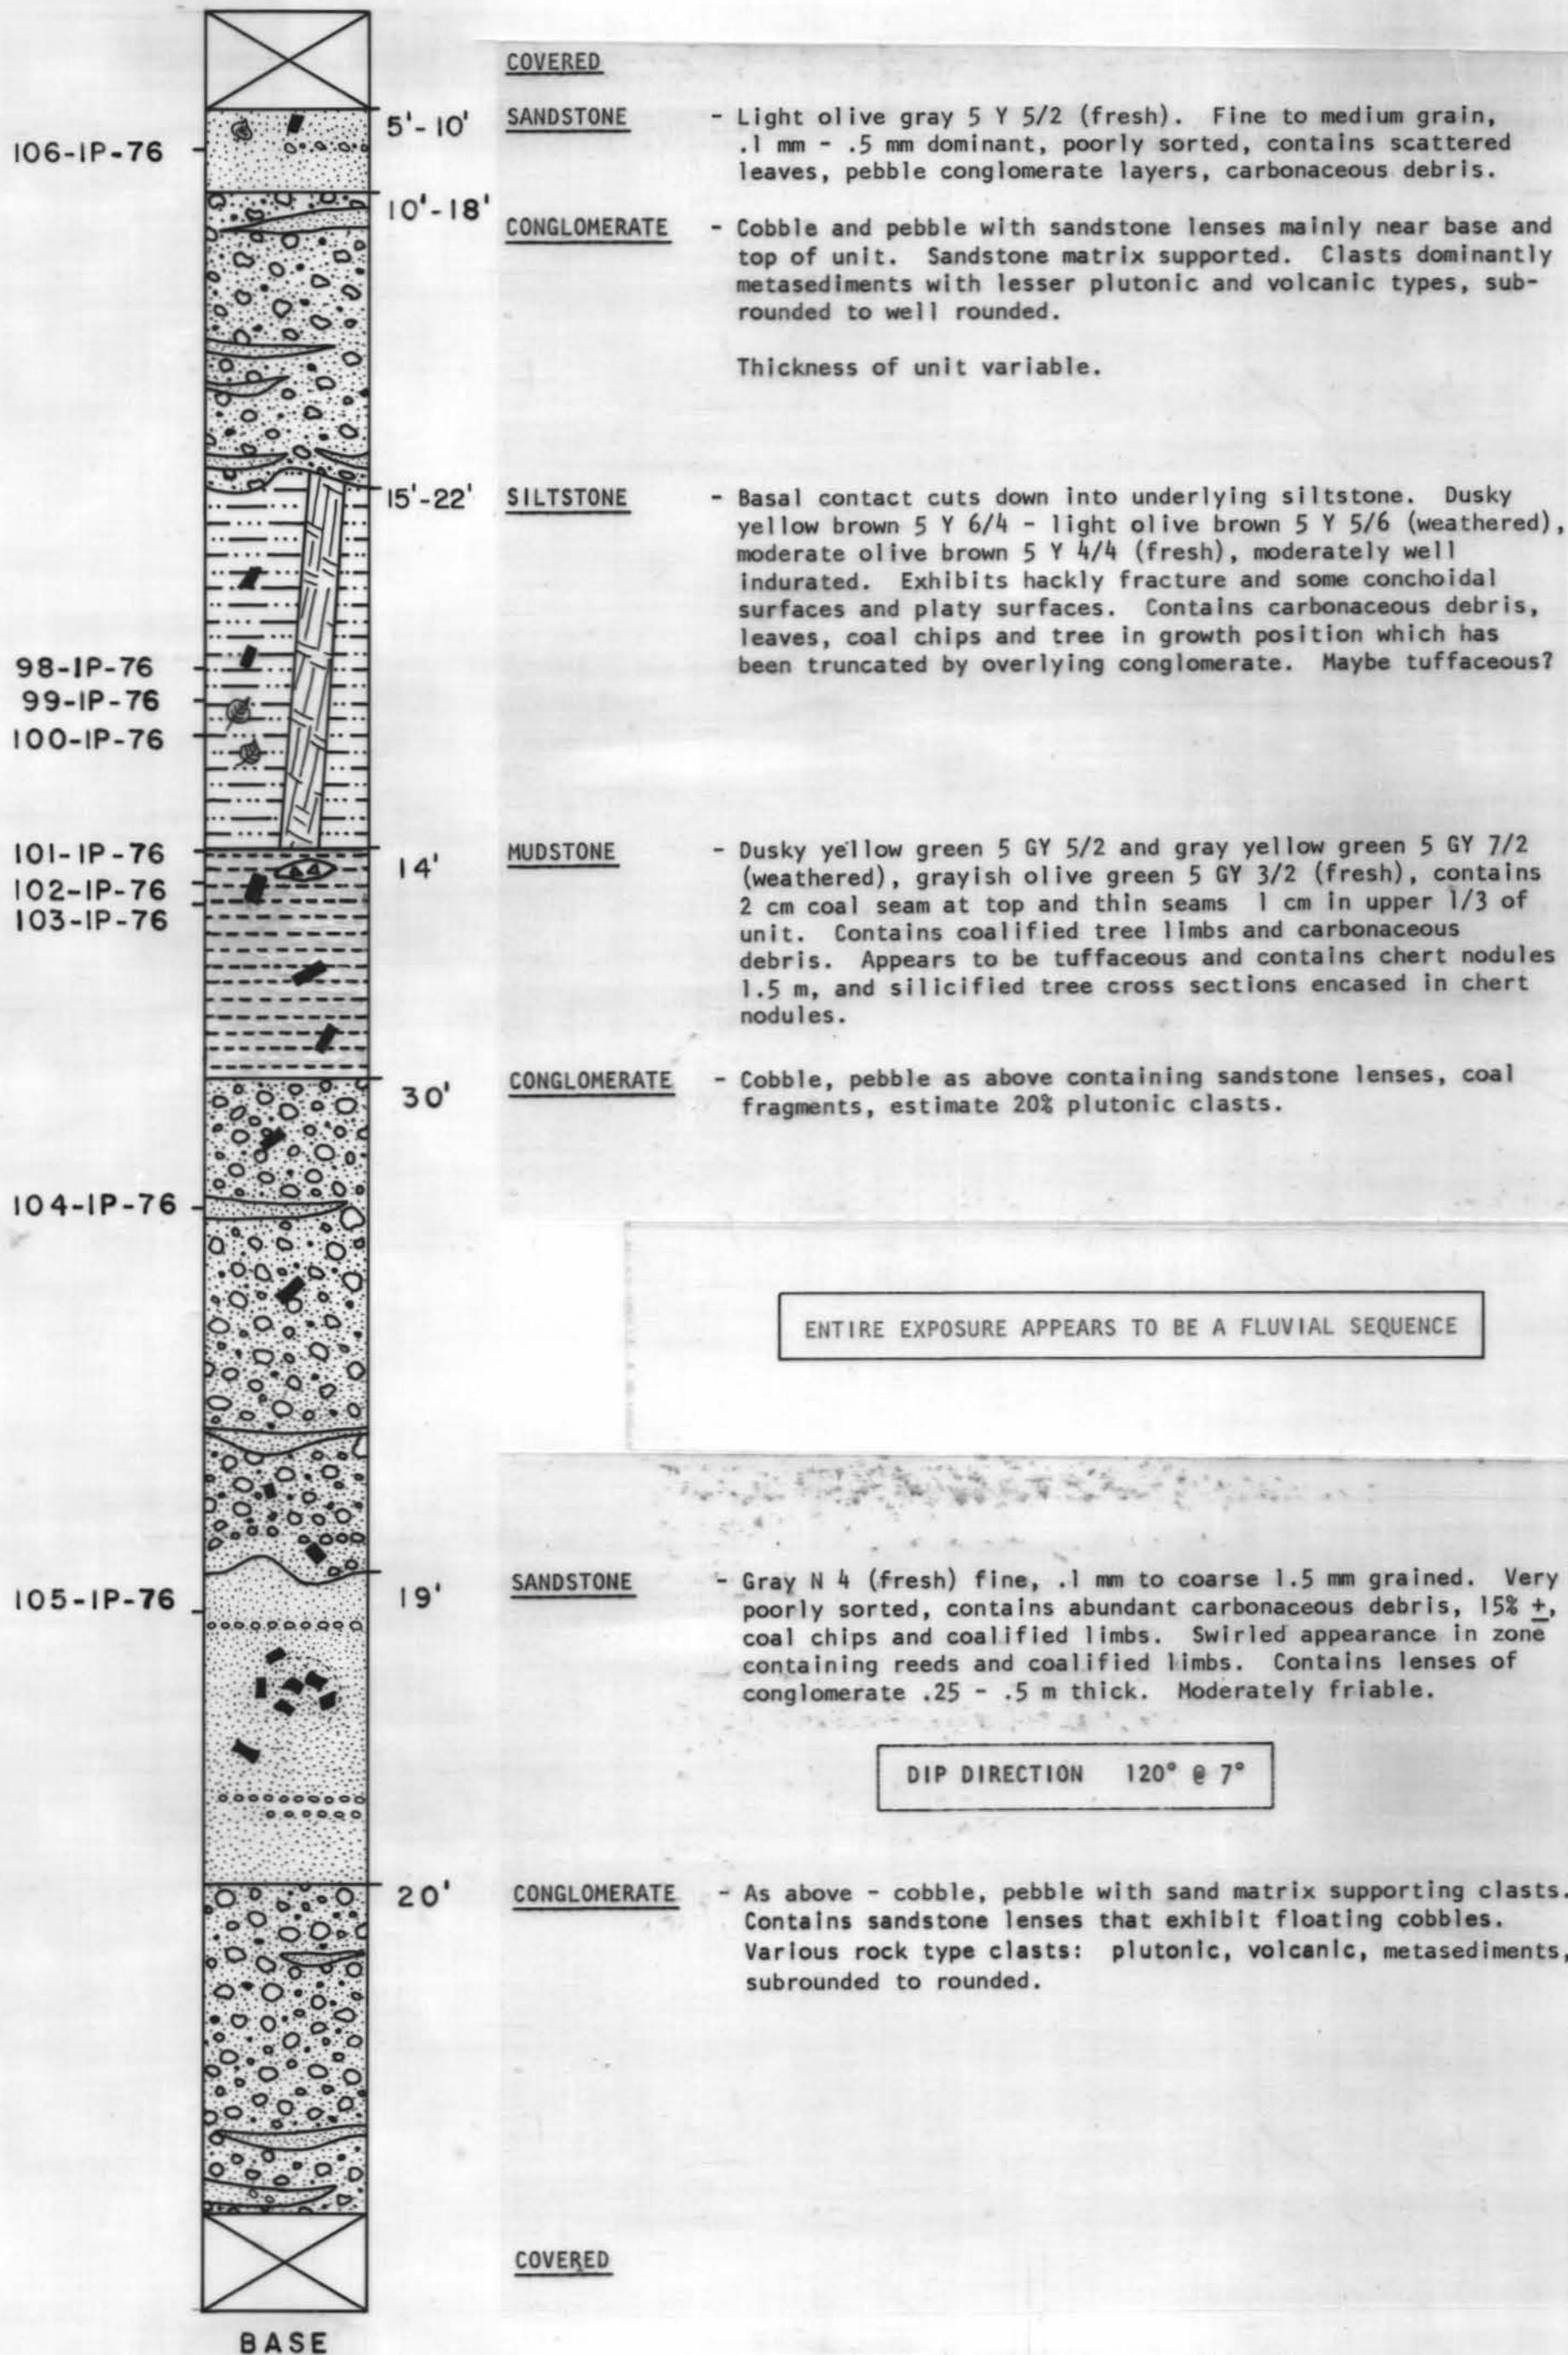 COVERED
5'-10' SANDSTONE - Light olive gray 5 Y 5/2 (fresh). Fine to medium grain,
106-IP-76 .1 mm - .5 mm dominant, poorly sorted, contains scattered
leaves, pebble conglomerate layers, carbonaceous debris.
10'-18' CONGLOMERATE - Cobble and pebble with sandstone lenses mainly near base and
top of unit. Sandstone matrix supported. Clasts dominantly
metasediments with lesser plutonic and volcanic types, sub-
rounded to well rounded.
Thickness of unit variable.
15'-22' SILTSTONE - Basal contact cuts down into underlying siltstone. Dusky
yellow brown 5 Y 6/4 - light olive brown 5 Y 5/6 (weathered),
moderate olive brown 5 Y 4/4 (fresh), moderately well
indurated. Exhibits hackly fracture and some conchoidal
surfaces and platy surfaces. Contains carbonaceous debris,
leaves, coal chips and tree in growth position which has
98-IP-76 been truncated by overlying conglomerate. Maybe tuffaceous?
99-IP-76
100-IP-76
101-IP-76 14' MUDSTONE - Dusky yellow green 5 GY 5/2 and gray yellow green 5 GY 7/2
102-IP-76 (weathered), grayish olive green 5 GY 3/2 (fresh), contains
103-IP-76 2 cm coal seam at top and thin seams 1 cm in upper 1/3 of
unit. Contains coalified tree limbs and carbonaceous
debris. Appears to be tuffaceous and contains chert nodules
1.5 m, and silicified tree cross sections encased in chert
nodules.
30' CONGLOMERATE - Cobble, pebble as above containing sandstone lenses, coal
fragments, estimate 20% plutonic clasts.
104-IP-76
ENTIRE EXPOSURE APPEARS TO BE A FLUVIAL SEQUENCE
105-IP-76 19' SANDSTONE - Gray N 4 (fresh) fine, .1 mm to coarse 1.5 mm grained. Very
poorly sorted, contains abundant carbonaceous debris, 15% ±,
coal chips and coalified limbs. Swirled appearance in zone
containing reeds and coalified limbs. Contains lenses of
conglomerate .25 - .5 m thick. Moderately friable.
DIP DIRECTION 120° @ 7°
20' CONGLOMERATE - As above - cobble, pebble with sand matrix supporting clasts.
Contains sandstone lenses that exhibit floating cobbles.
Various rock type clasts: plutonic, volcanic, metasediments,
subrounded to rounded.
COVERED
BASE